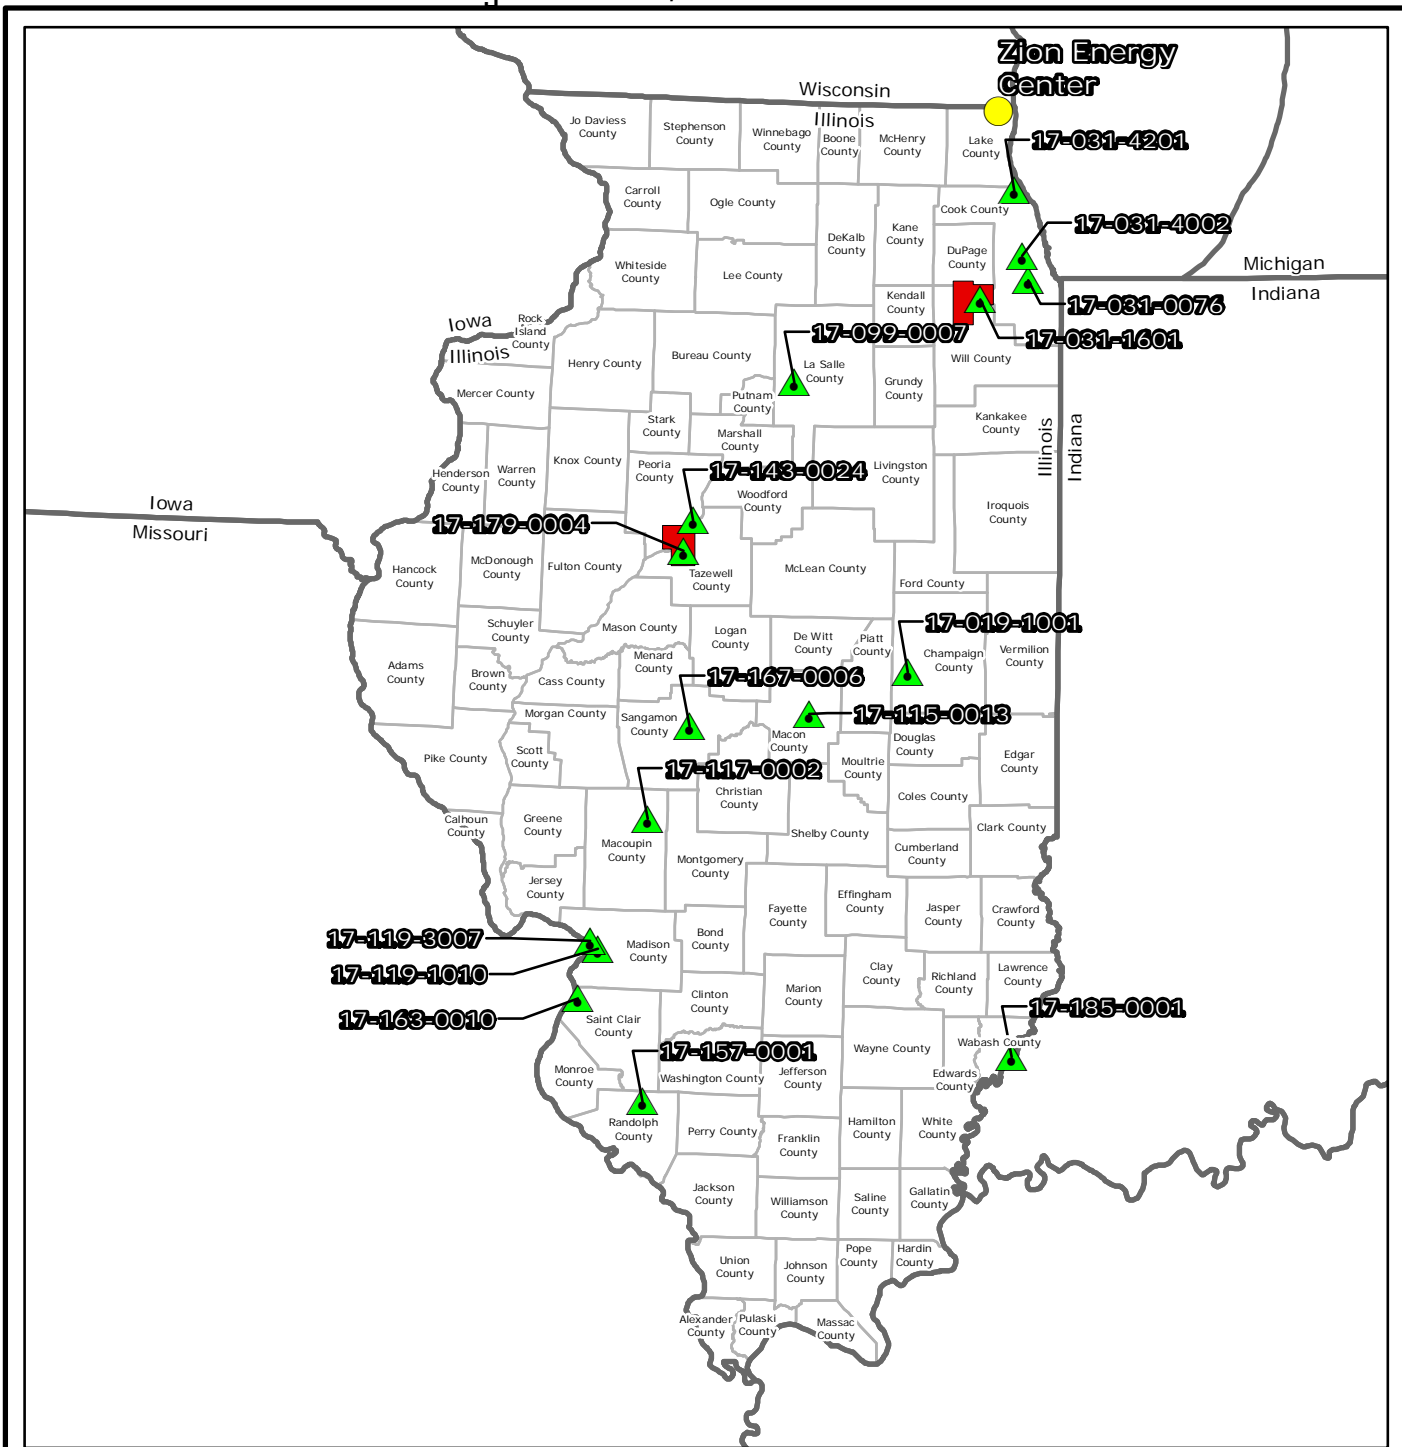 Zion Energy
Center
Wisconsin
Illinois
Jo Daviess
County
Stephenson
County
Winnebago
County
Boone
County
McHenry
County
Lake
County
17-031-4201
Carroll
County
Ogle County
Cook County
17-031-4002
Kane
County
DeKalb
County
DuPage
County
Whiteside
County
Lee County
Michigan
Indiana
Kendall
County
17-031-0076
Iowa
Illinois
Rock
Island
County
17-099-0007
17-031-1601
Henry County
Bureau County
La Salle
County
Will County
Mercer County
Putnam
County
Grundy
County
Stark
County
Marshall
County
Kankakee
County
Illinois
Indiana
Henderson
County
Warren
County
Knox County
Peoria
County
17-143-0024
Livingston
County
Woodford
County
Iroquois
County
Iowa
Missouri
17-179-0004
Hancock
County
McDonough
County
Fulton County
Tazewell
County
McLean County
Ford County
Schuyler
County
Mason County
Logan
County
De Witt
County
Piatt
County
17-019-1001
Champaign
County
Vermilion
County
Adams
County
Brown
County
Cass County
Menard
County
17-167-0006
Morgan County
Sangamon
County
17-115-0013
Macon
County
Douglas
County
Edgar
County
Pike County
Scott
County
17-117-0002
Moultrie
County
Christian
County
Coles County
Calhoun
County
Greene
County
Macoupin
County
Shelby County
Clark County
Cumberland
County
Montgomery
County
Jersey
County
Fayette
County
Effingham
County
Jasper
County
Crawford
County
17-119-3007
17-119-1010
Madison
County
Bond
County
Clay
County
Richland
County
Lawrence
County
Marion
County
Clinton
County
17-163-0010
Saint Clair
County
17-185-0001
17-157-0001
Wayne County
Wabash County
Edwards
County
Monroe
County
Washington County
Jefferson
County
Randolph
County
Perry County
Franklin
County
Hamilton
County
White
County
Jackson
County
Williamson
County
Saline
County
Gallatin
County
Union
County
Johnson
County
Pope
County
Hardin
County
Alexander
County
Pulaski
County
Massac
County